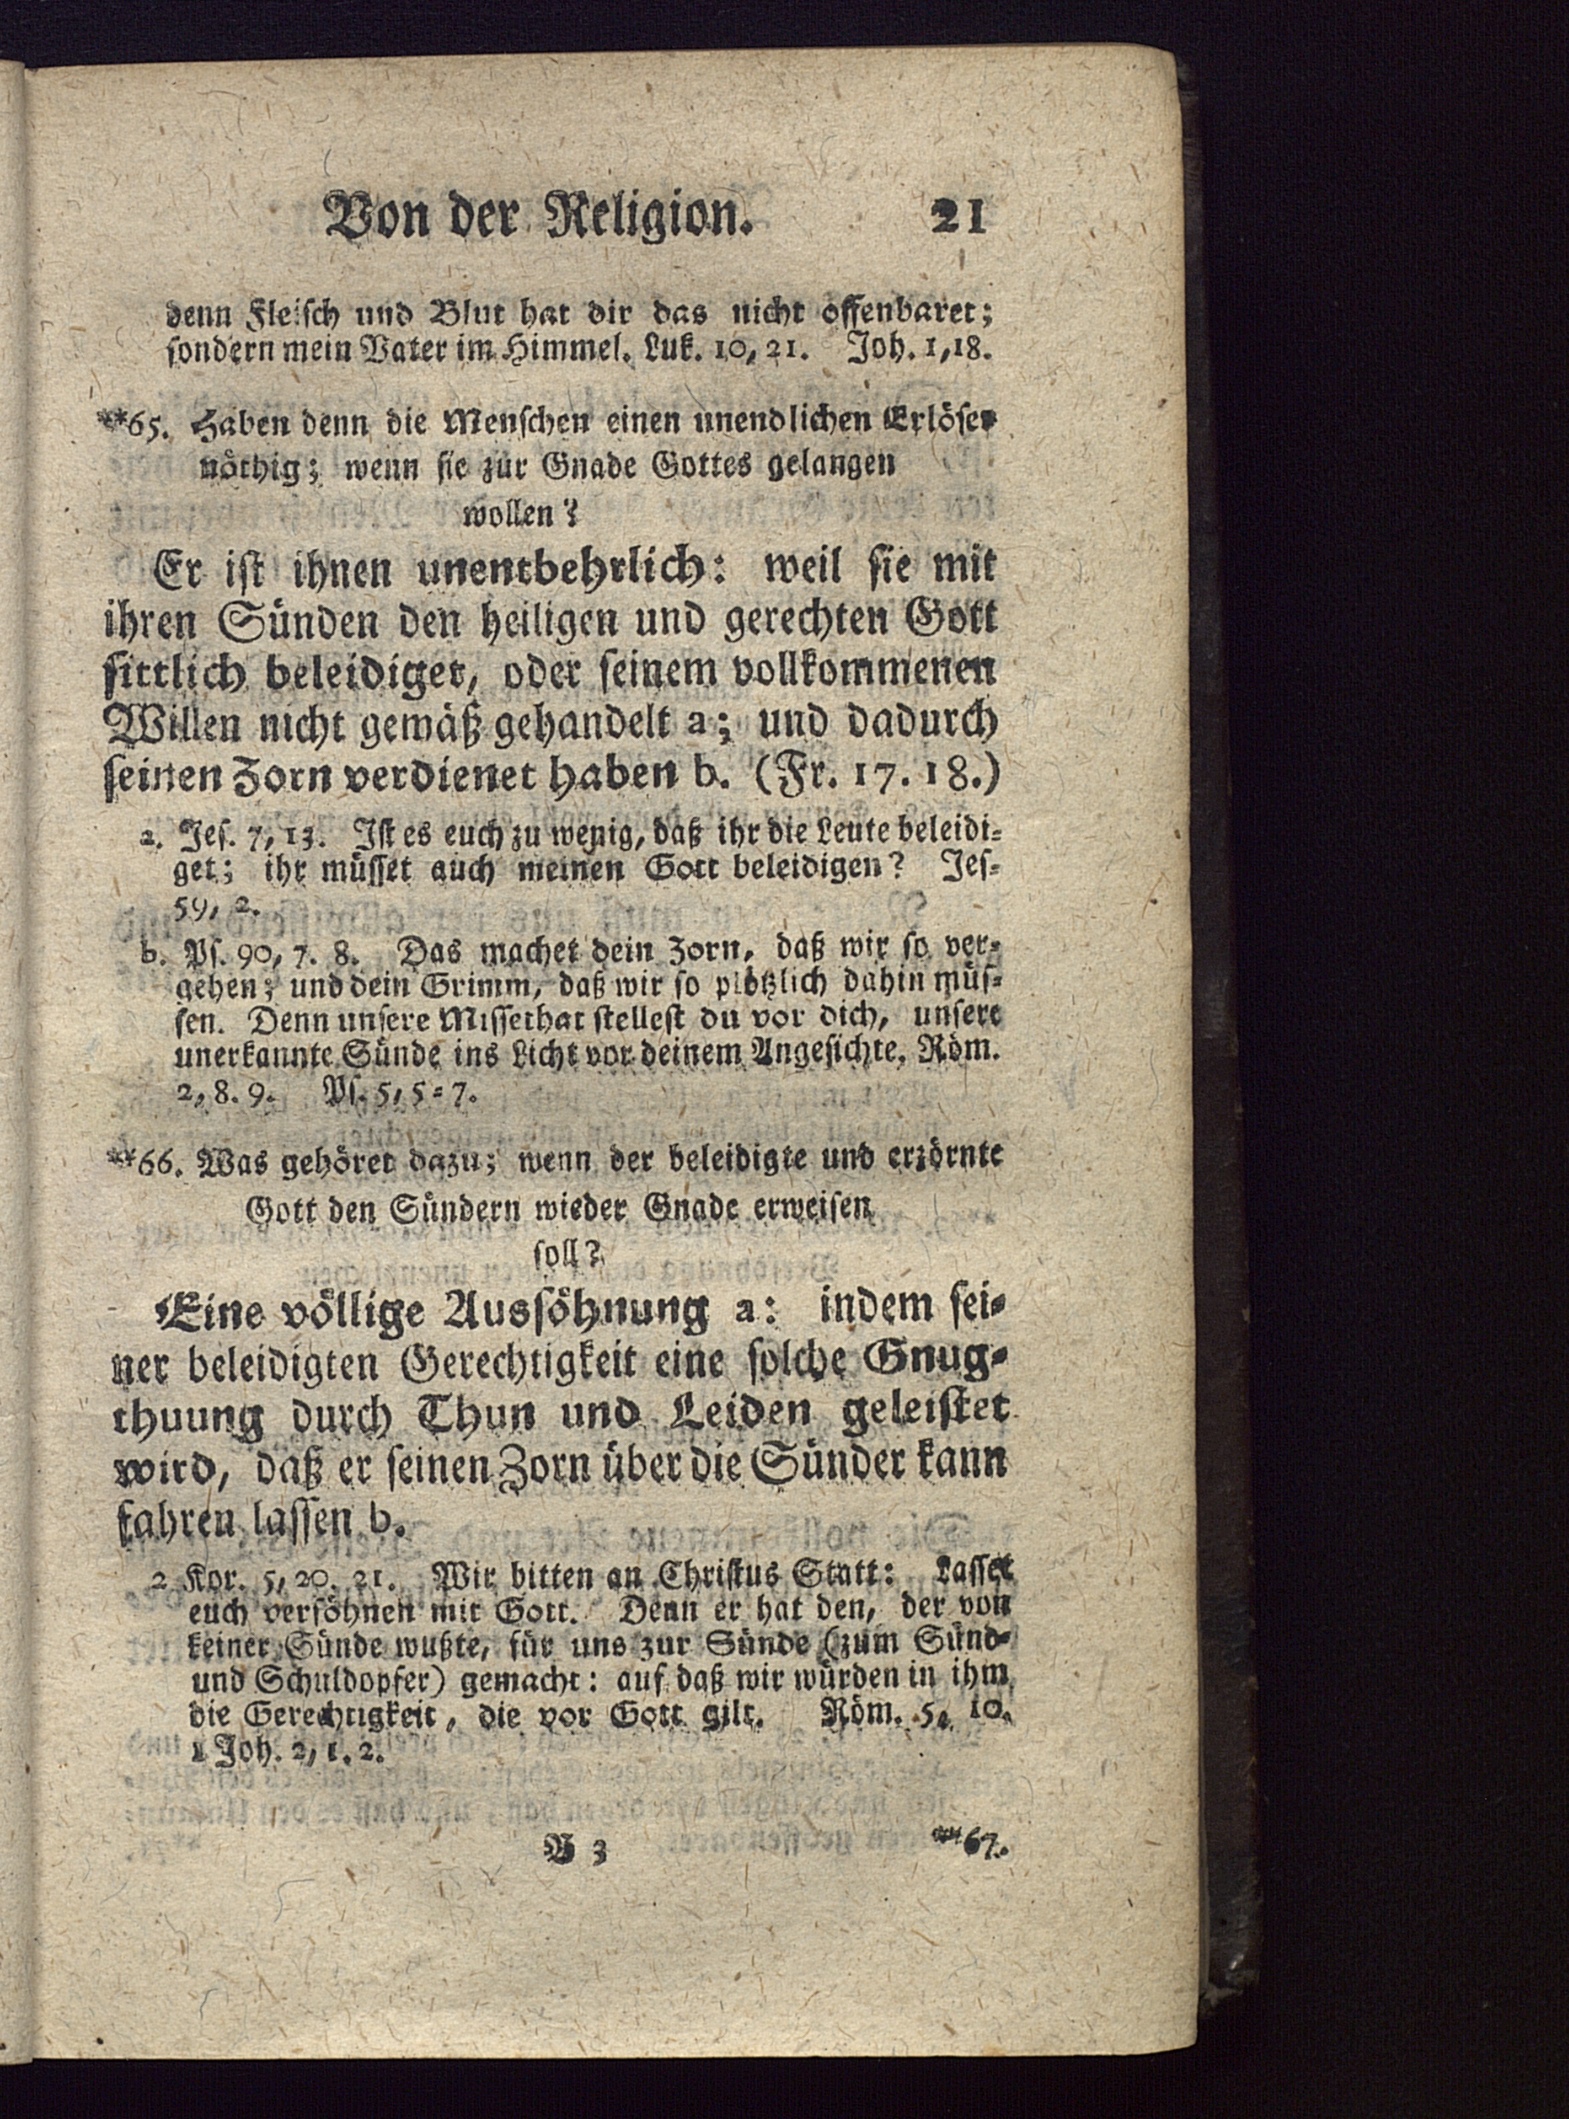 Von der Religion. 21
denn Fleisch und Blut hat dir das nicht offenbaret;
sondern mein Vater im Himmel. Luk. 10, 21. Joh. 1,18.
**65. Haben denn die Menschen einen unendlichen Erlöser
nöthig; wenn sie zur Gnade Gottes gelangen
wollen?
Er ist ihnen unentbehrlich: weil sie mit
ihren Sünden den heiligen und gerechten Gott
sittlich beleidiget, oder seinem vollkommenen
Willen nicht gemäß gehandelt a; und dadurch
seinen Zorn verdienet haben b. (Fr. 17. 18.)
a. Jes. 7, 13. Ist es euch zu wenig, daß ihr die Leute beleidi=
get; ihr müsset auch meinen Gott beleidigen? Jes=
59, 2.
b. Ps. 90, 7. 8. Das machet dein Zorn, daß wir so ver=
gehen; und dein Grimm, daß wir so plötzlich dahin müs=
sen. Denn unsere Missethat stellest du vor dich, unsere
unerkannte Sünde ins Licht vor deinem Angesichte. Röm.
2, 8. 9. Ps. 5, 5=7.
**66. Was gehöret dazu; wenn der beleidigte und erzörnte
Gott den Sündern wieder Gnade erweisen
soll?
Eine völlige Aussöhnung a: indem sei=
ner beleidigten Gerechtigkeit eine solche Gnug=
thuung durch Thun und Leiden geleistet
wird, daß er seinen Zorn über die Sünder kann
fahren lassen b.
2 Kor. 5, 20. 21. Wir bitten an Christus Statt: Lasset
euch versöhnen mit Gott. Denn er hat den, der von
keiner Sünde wußte, für uns zur Sünde (zum Sünd=
und Schuldopfer) gemacht: auf daß wir würden in ihm
die Gerechtigkeit, die vor Gott gilt. Röm. 5, 10.
1 Joh. 2, 1. 2.
B 3 **67.